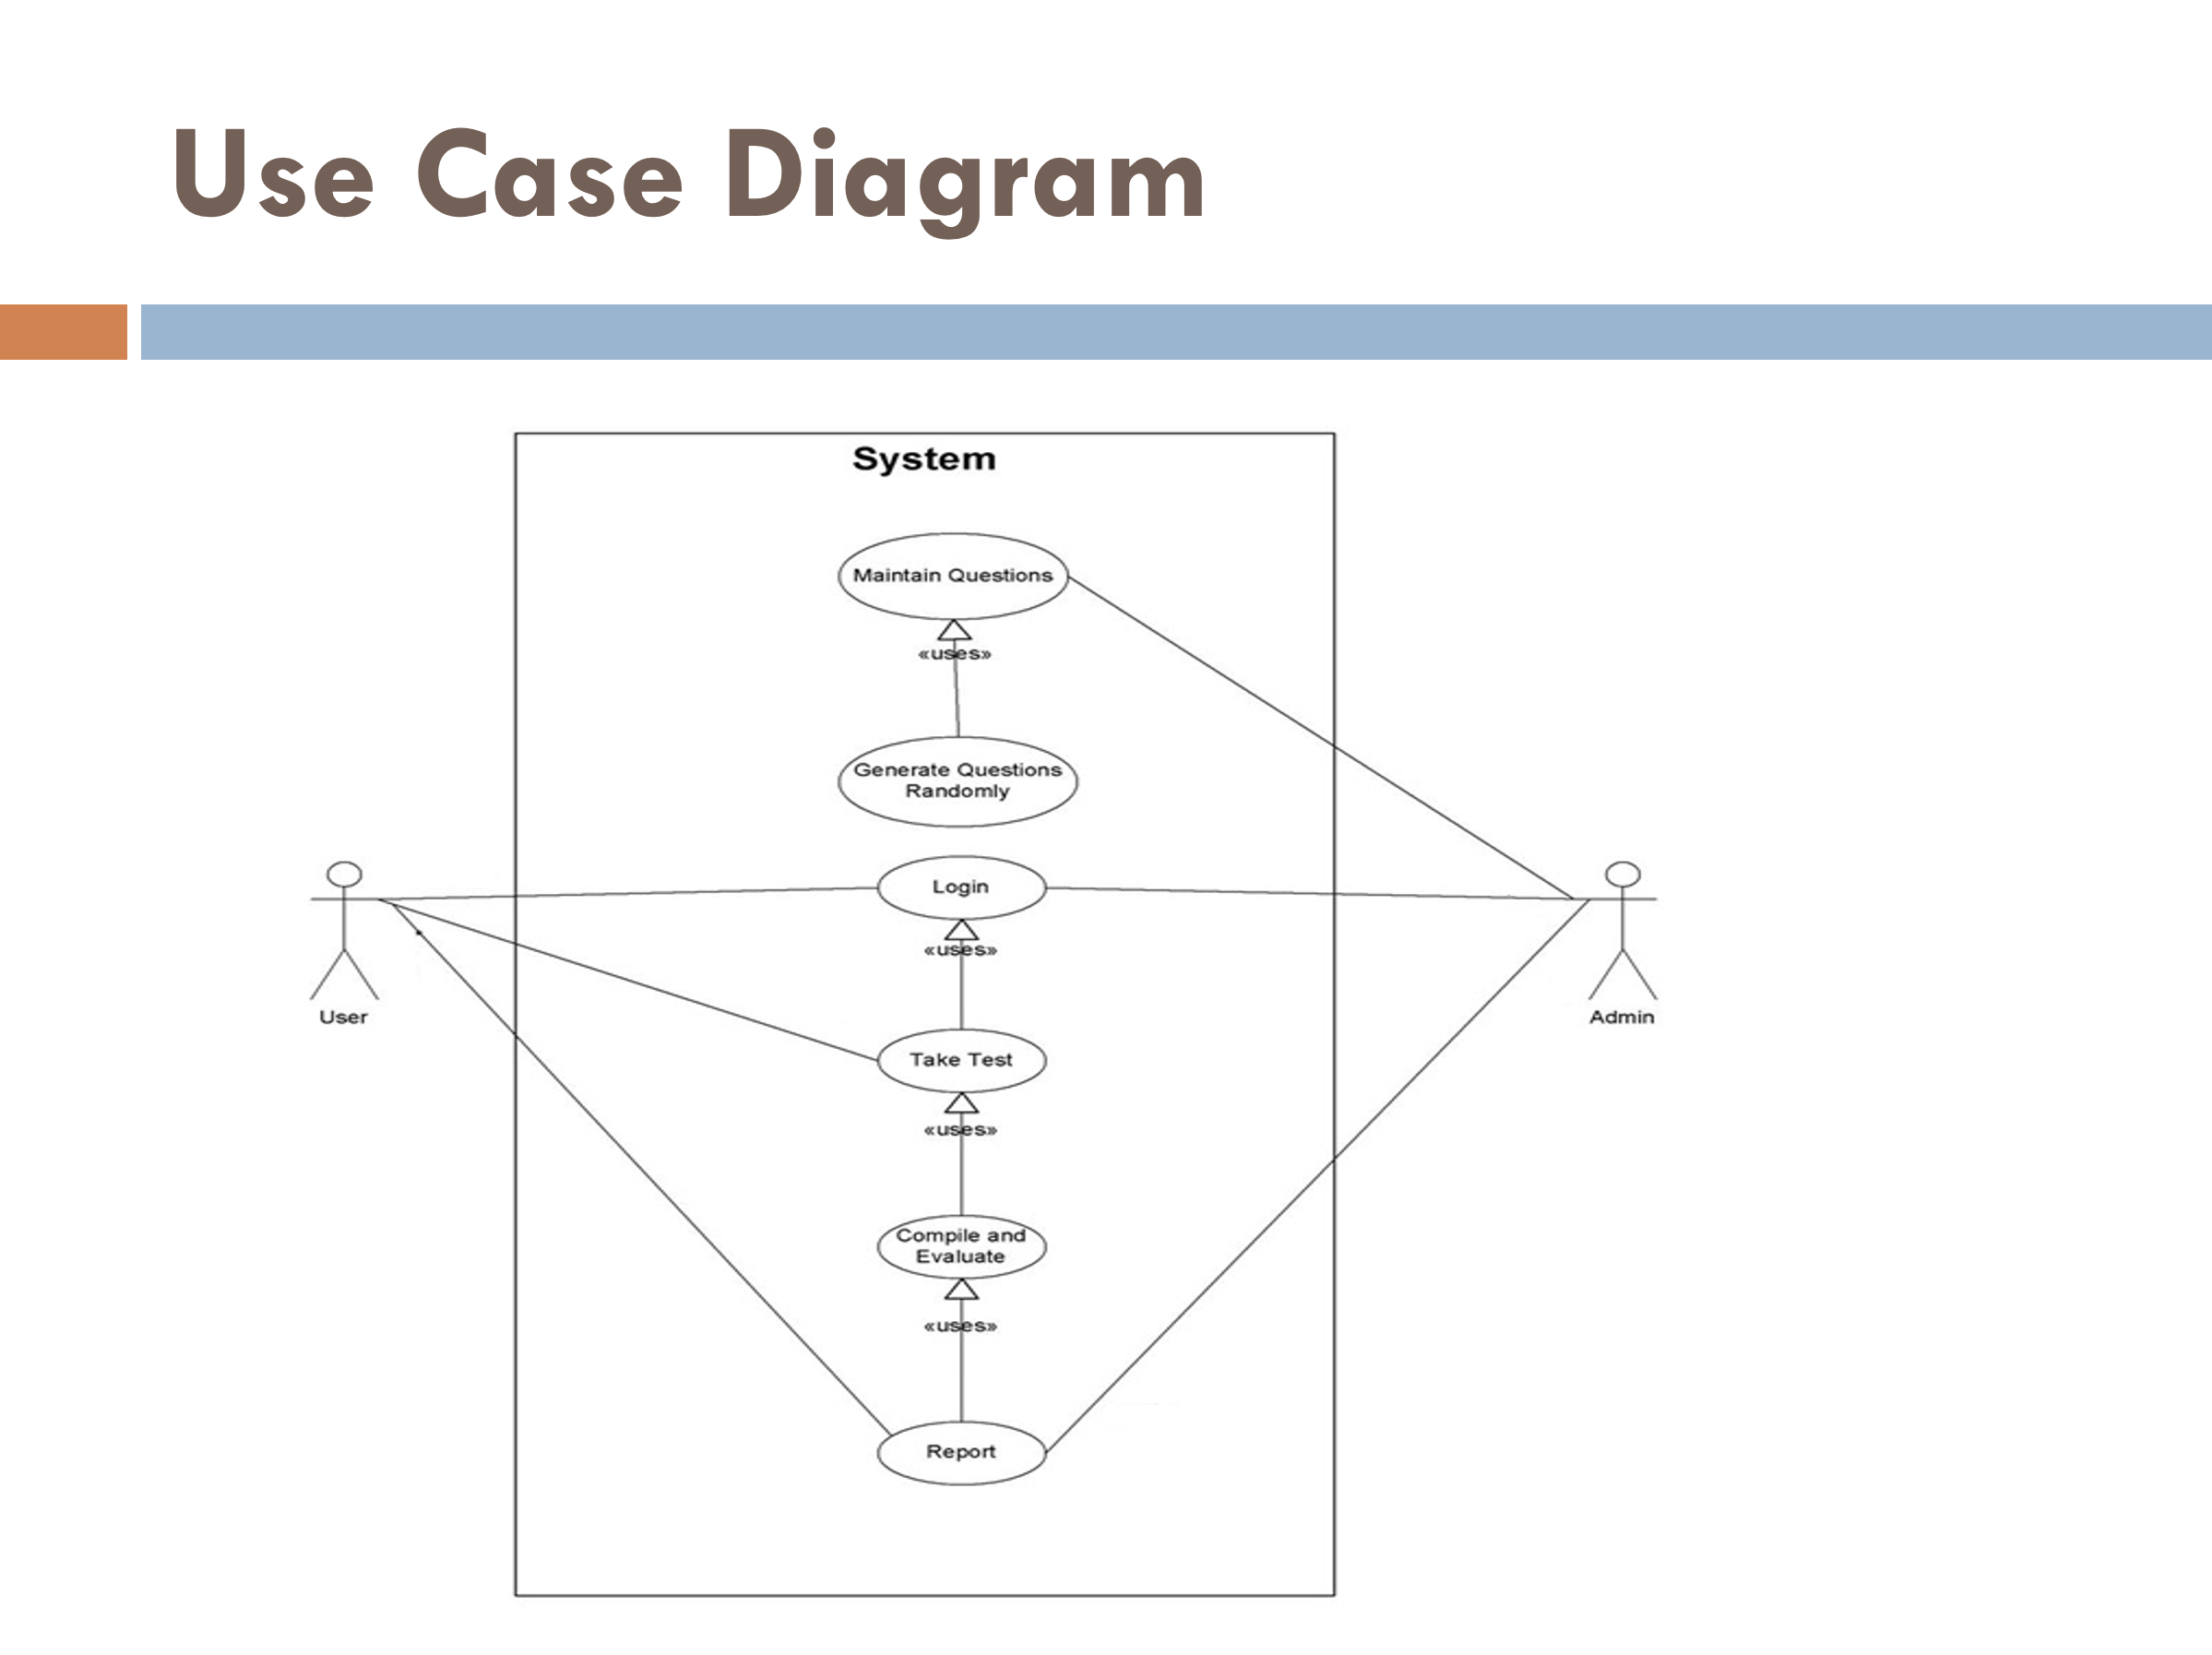 Use Case Diagram
System
Maintain Questions
«uses»
Generate Questions
Randomly
Login
«uses»
User
Admin
Take Test
«uses»
Compile and
Evaluate
«uses»
Report